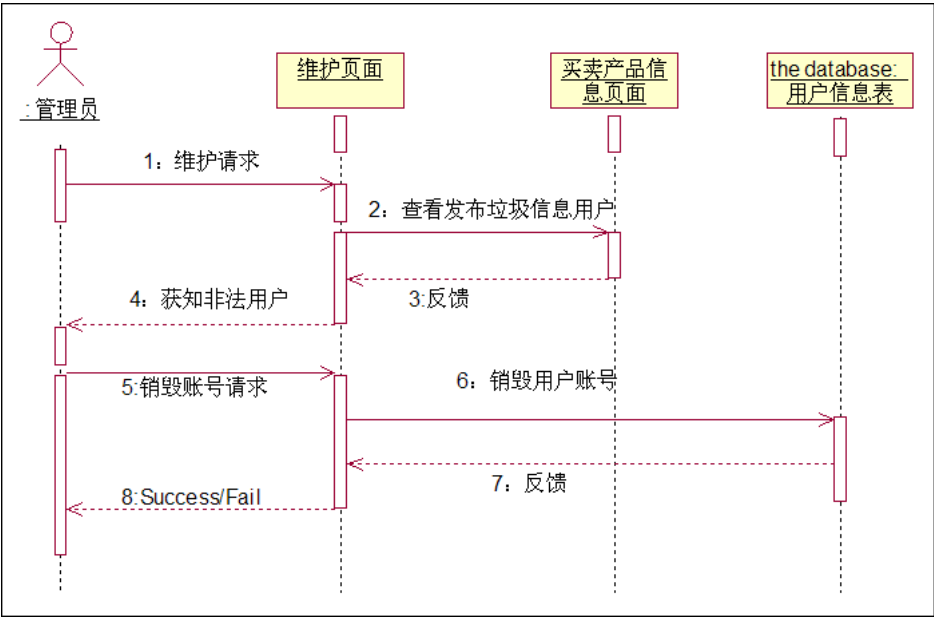 :管理员
维护页面
买卖产品信
息页面
the database:
用户信息表
1：维护请求
2：查看发布垃圾信息用户
3:反馈
4：获知非法用户
5:销毁账号请求
6：销毁用户账号
7：反馈
8:Success/Fail